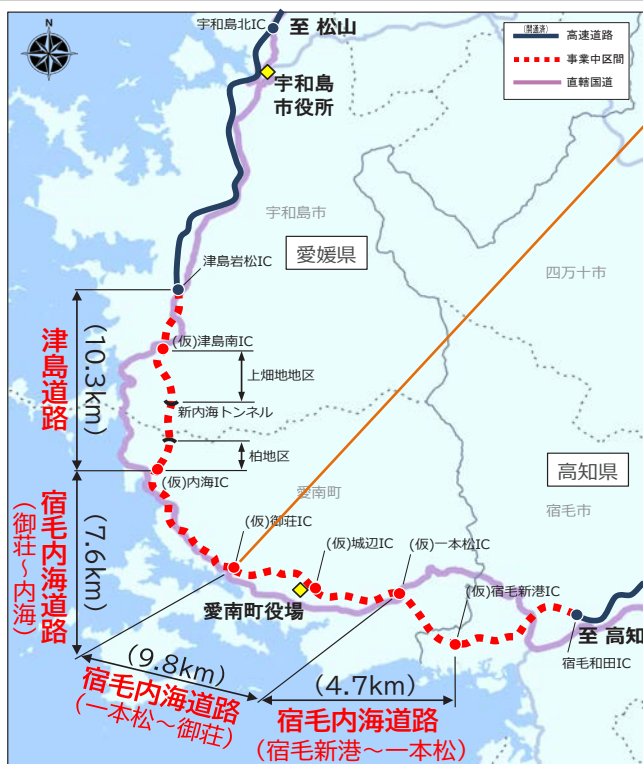 宇和島北IC
至 松山
(開通済)
高速道路
事業中区間
直轄国道
宇和島
市役所
宇和島市
愛媛県
津島岩松IC
四万十市
津島道路
(10.3km)
(仮)津島南IC
上畑地地区
新内海トンネル
柏地区
(仮)内海IC
高知県
愛南町
宿毛市
宿毛内海道路
(御荘～内海)
(7.6km)
(仮)御荘IC
(仮)城辺IC
(仮)一本松IC
(仮)宿毛新港IC
愛南町役場
至 高知
宿毛和田IC
(9.8km)
宿毛内海道路
(一本松～御荘)
(4.7km)
宿毛内海道路
(宿毛新港～一本松)